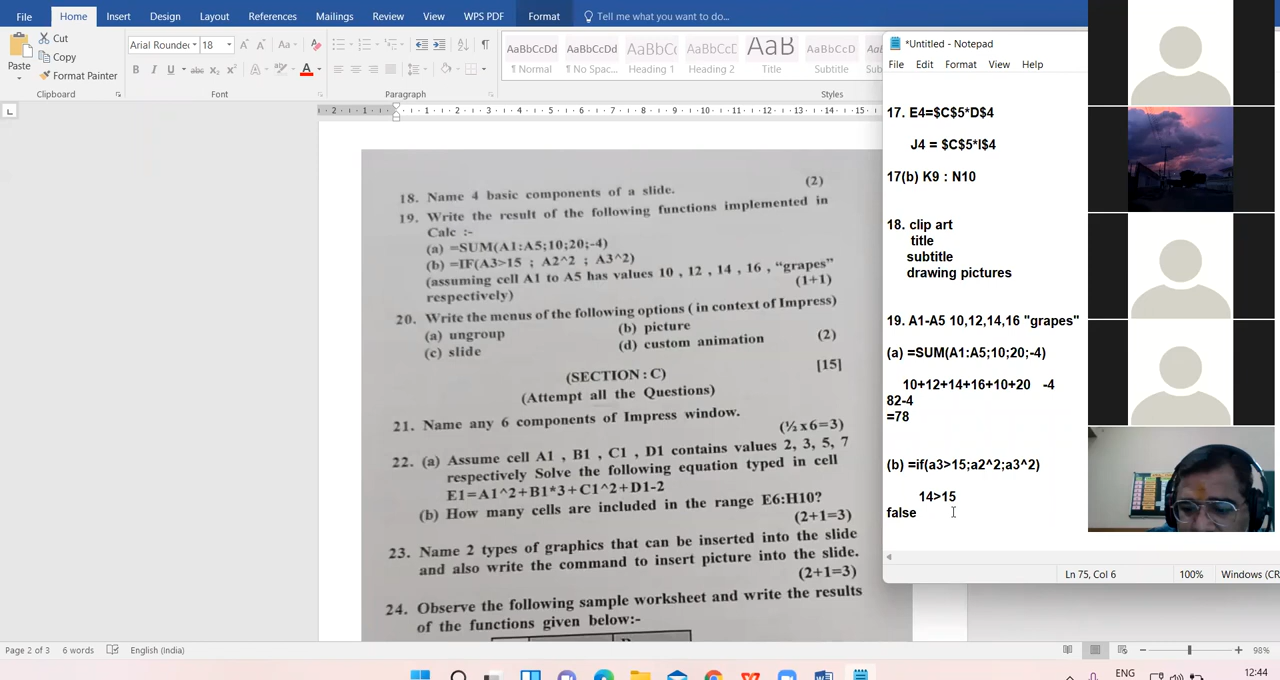 File Home Insert Design Layout References Mailings Review View WPS PDF Format Tell me what you want to do...
Paste
Cut
Copy
Format Painter
Clipboard
Arial Rounde 18
Font
Paragraph
AaBbCcDd AaBbCcDd AaBbC AaBbCcD AaB AaBbCcD
¶ Normal ¶ No Spac... Heading 1 Heading 2 Title Subtitle
Styles
18. Name 4 basic components of a slide. (2)
19. Write the result of the following functions implemented in
Calc :-
(a) =SUM(A1:A5;10;20;-4)
(b) =IF(A3>15 ; A2^2 ; A3^2)
(assuming cell A1 to A5 has values 10 , 12 , 14 , 16 , “grapes”
respectively) (1+1)
20. Write the menus of the following options ( in context of Impress)
(a) ungroup (b) picture
(c) slide (d) custom animation (2)
[15]
(SECTION : C)
(Attempt all the Questions)
21. Name any 6 components of Impress window.
(½x6=3)
22. (a) Assume cell A1 , B1 , C1 , D1 contains values 2, 3, 5, 7
respectively Solve the following equation typed in cell
E1=A1^2+B1*3+C1^2+D1-2
(b) How many cells are included in the range E6:H10?
(2+1=3)
23. Name 2 types of graphics that can be inserted into the slide
and also write the command to insert picture into the slide.
(2+1=3)
24. Observe the following sample worksheet and write the results
of the functions given below:-
*Untitled - Notepad
File Edit Format View Help
17. E4=$C$5*D$4
J4 = $C$5*I$4
17(b) K9 : N10
18. clip art
title
subtitle
drawing pictures
19. A1-A5 10,12,14,16 "grapes"
(a) =SUM(A1:A5;10;20;-4)
10+12+14+16+10+20 -4
82-4
=78
(b) =if(a3>15;a2^2;a3^2)
14>15
false
Ln 75, Col 6 100% Windows (CR
Page 2 of 3 6 words English (India) 98%
ENG 12:44